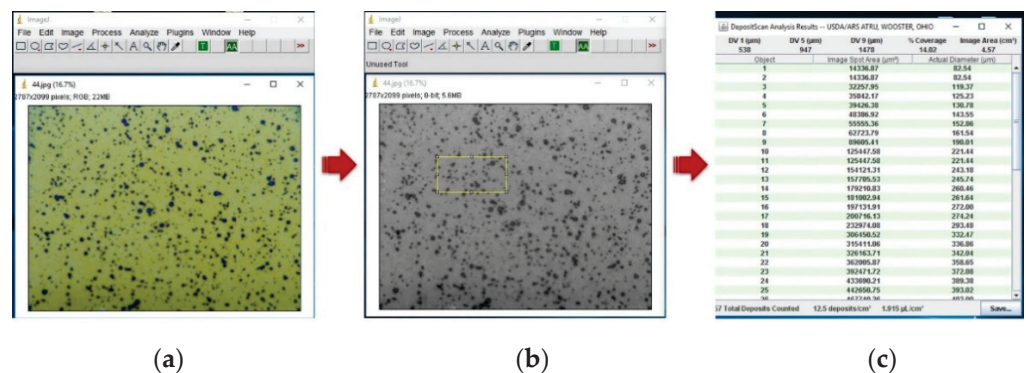 ImageJ
File Edit Image Process Analyze Plugins Window Help
44.jpg (16.7%)
2787x2099 pixels; RGB; 22MB
ImageJ
File Edit Image Process Analyze Plugins Window Help
Unused Tool
44.jpg (16.7%)
2787x2099 pixels; 8-bit; 5.6MB
DepositScan Analysis Results -- USDA/ARS ATRU, WOOSTER, OHIO
DV 1 (µm) DV 5 (µm) DV 9 (µm) % Coverage Image Area (cm²)
538 947 1478 14.02 4.57
Object Image Spot Area (µm²) Actual Diameter (µm)
1 14336.87 82.54
2 14336.87 82.54
3 32257.95 119.37
4 35842.17 125.23
5 39426.38 130.78
6 48386.92 143.55
7 55555.36 152.86
8 62723.79 161.54
9 89605.41 190.01
10 125447.58 221.44
11 125447.58 221.44
12 154121.31 243.18
13 157705.53 245.74
14 179210.83 260.46
15 181002.94 261.64
16 197131.91 272.00
17 200716.13 274.24
18 232974.08 293.48
19 306450.52 332.47
20 315411.06 336.86
21 326163.71 342.04
22 362005.87 358.65
23 392471.72 372.08
24 433690.21 389.38
25 442650.75 393.02
57 Total Deposits Counted 12.5 deposits/cm² 1.915 µL/cm² Save...
(a) (b) (c)